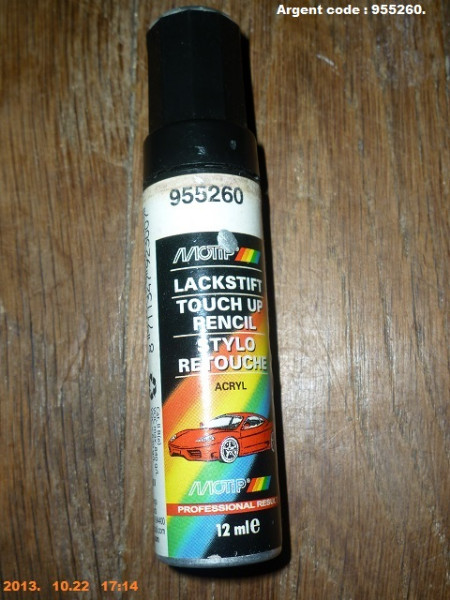 Argent code : 955260.
955260
MOTIP
LACKSTIFT
TOUCH UP
PENCIL
STYLO
RETOUCHE
ACRYL
MOTIP
PROFESSIONAL
12 ml e
2013. 10.22 17:14